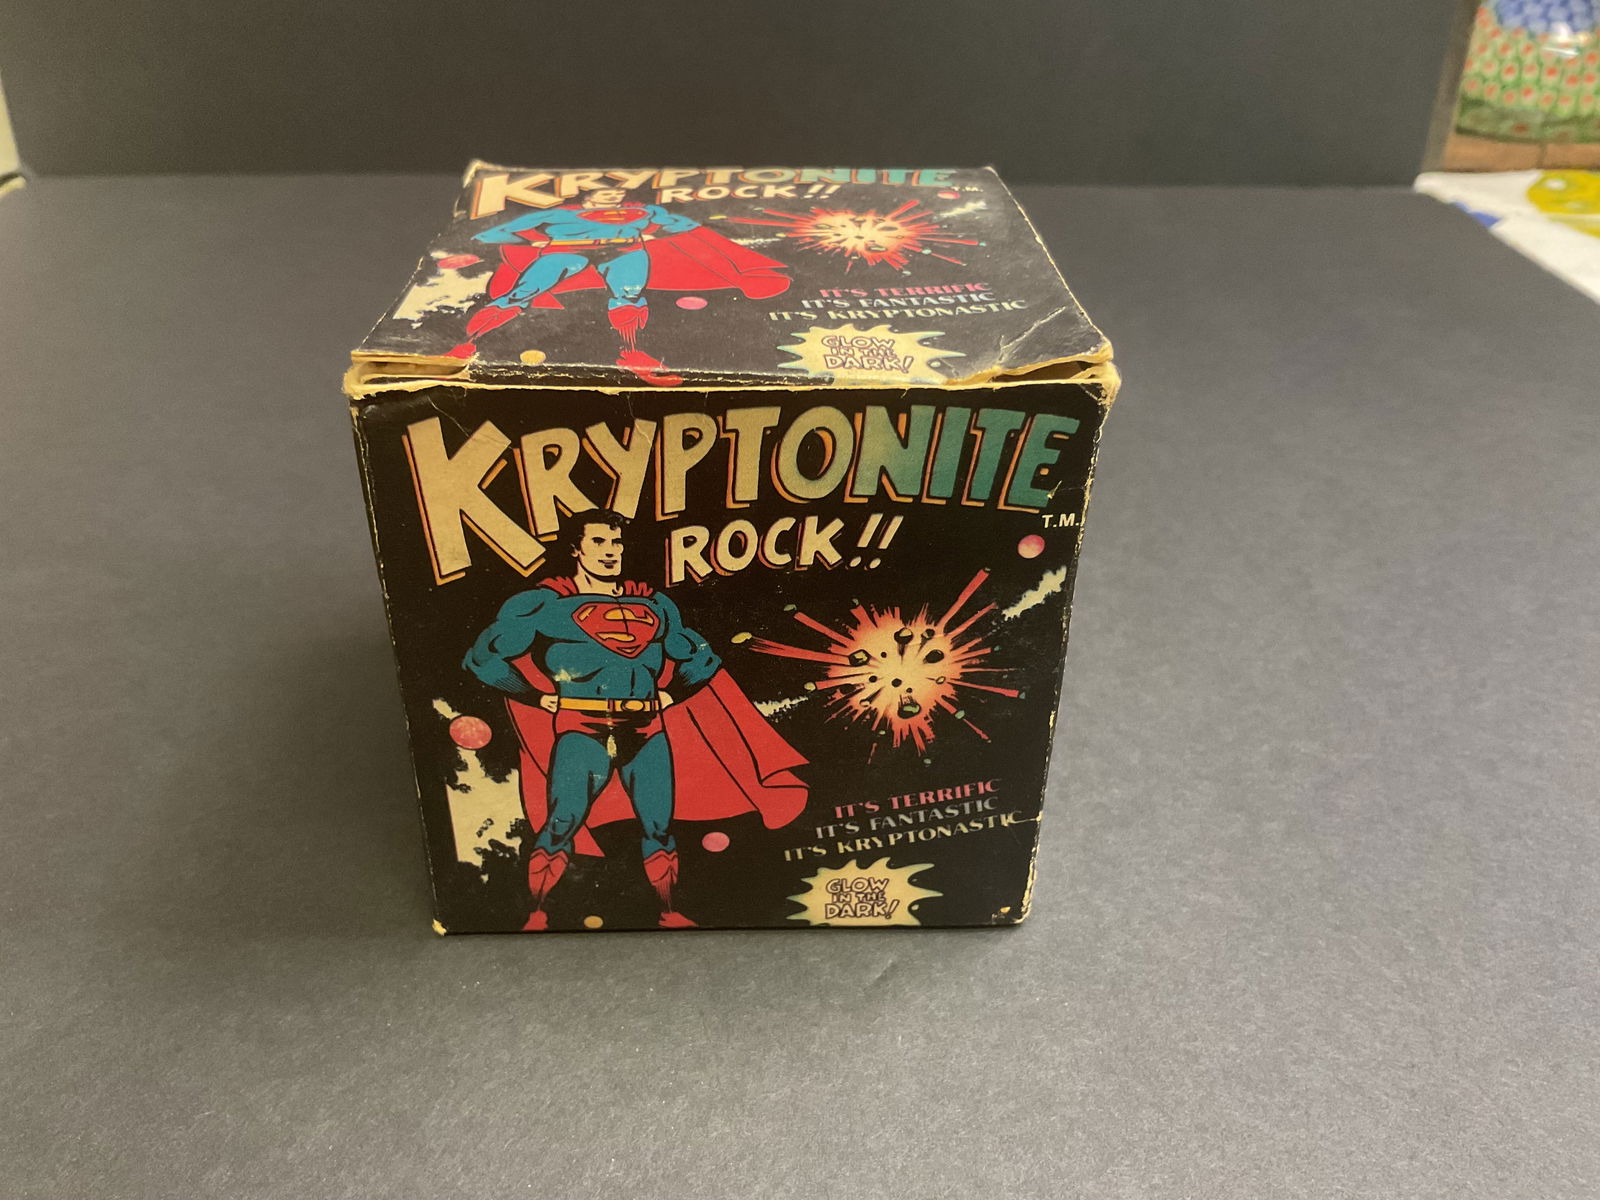 KRYPTONITE
ROCK!!
T.M.
IT'S TERRIFIC
IT'S FANTASTIC
IT'S KRYPTONASTIC
GLOW
IN THE
DARK!
KRYPTONITE
ROCK!!
T.M.
S
IT'S TERRIFIC
IT'S FANTASTIC
IT'S KRYPTONASTIC
GLOW
IN THE
DARK!